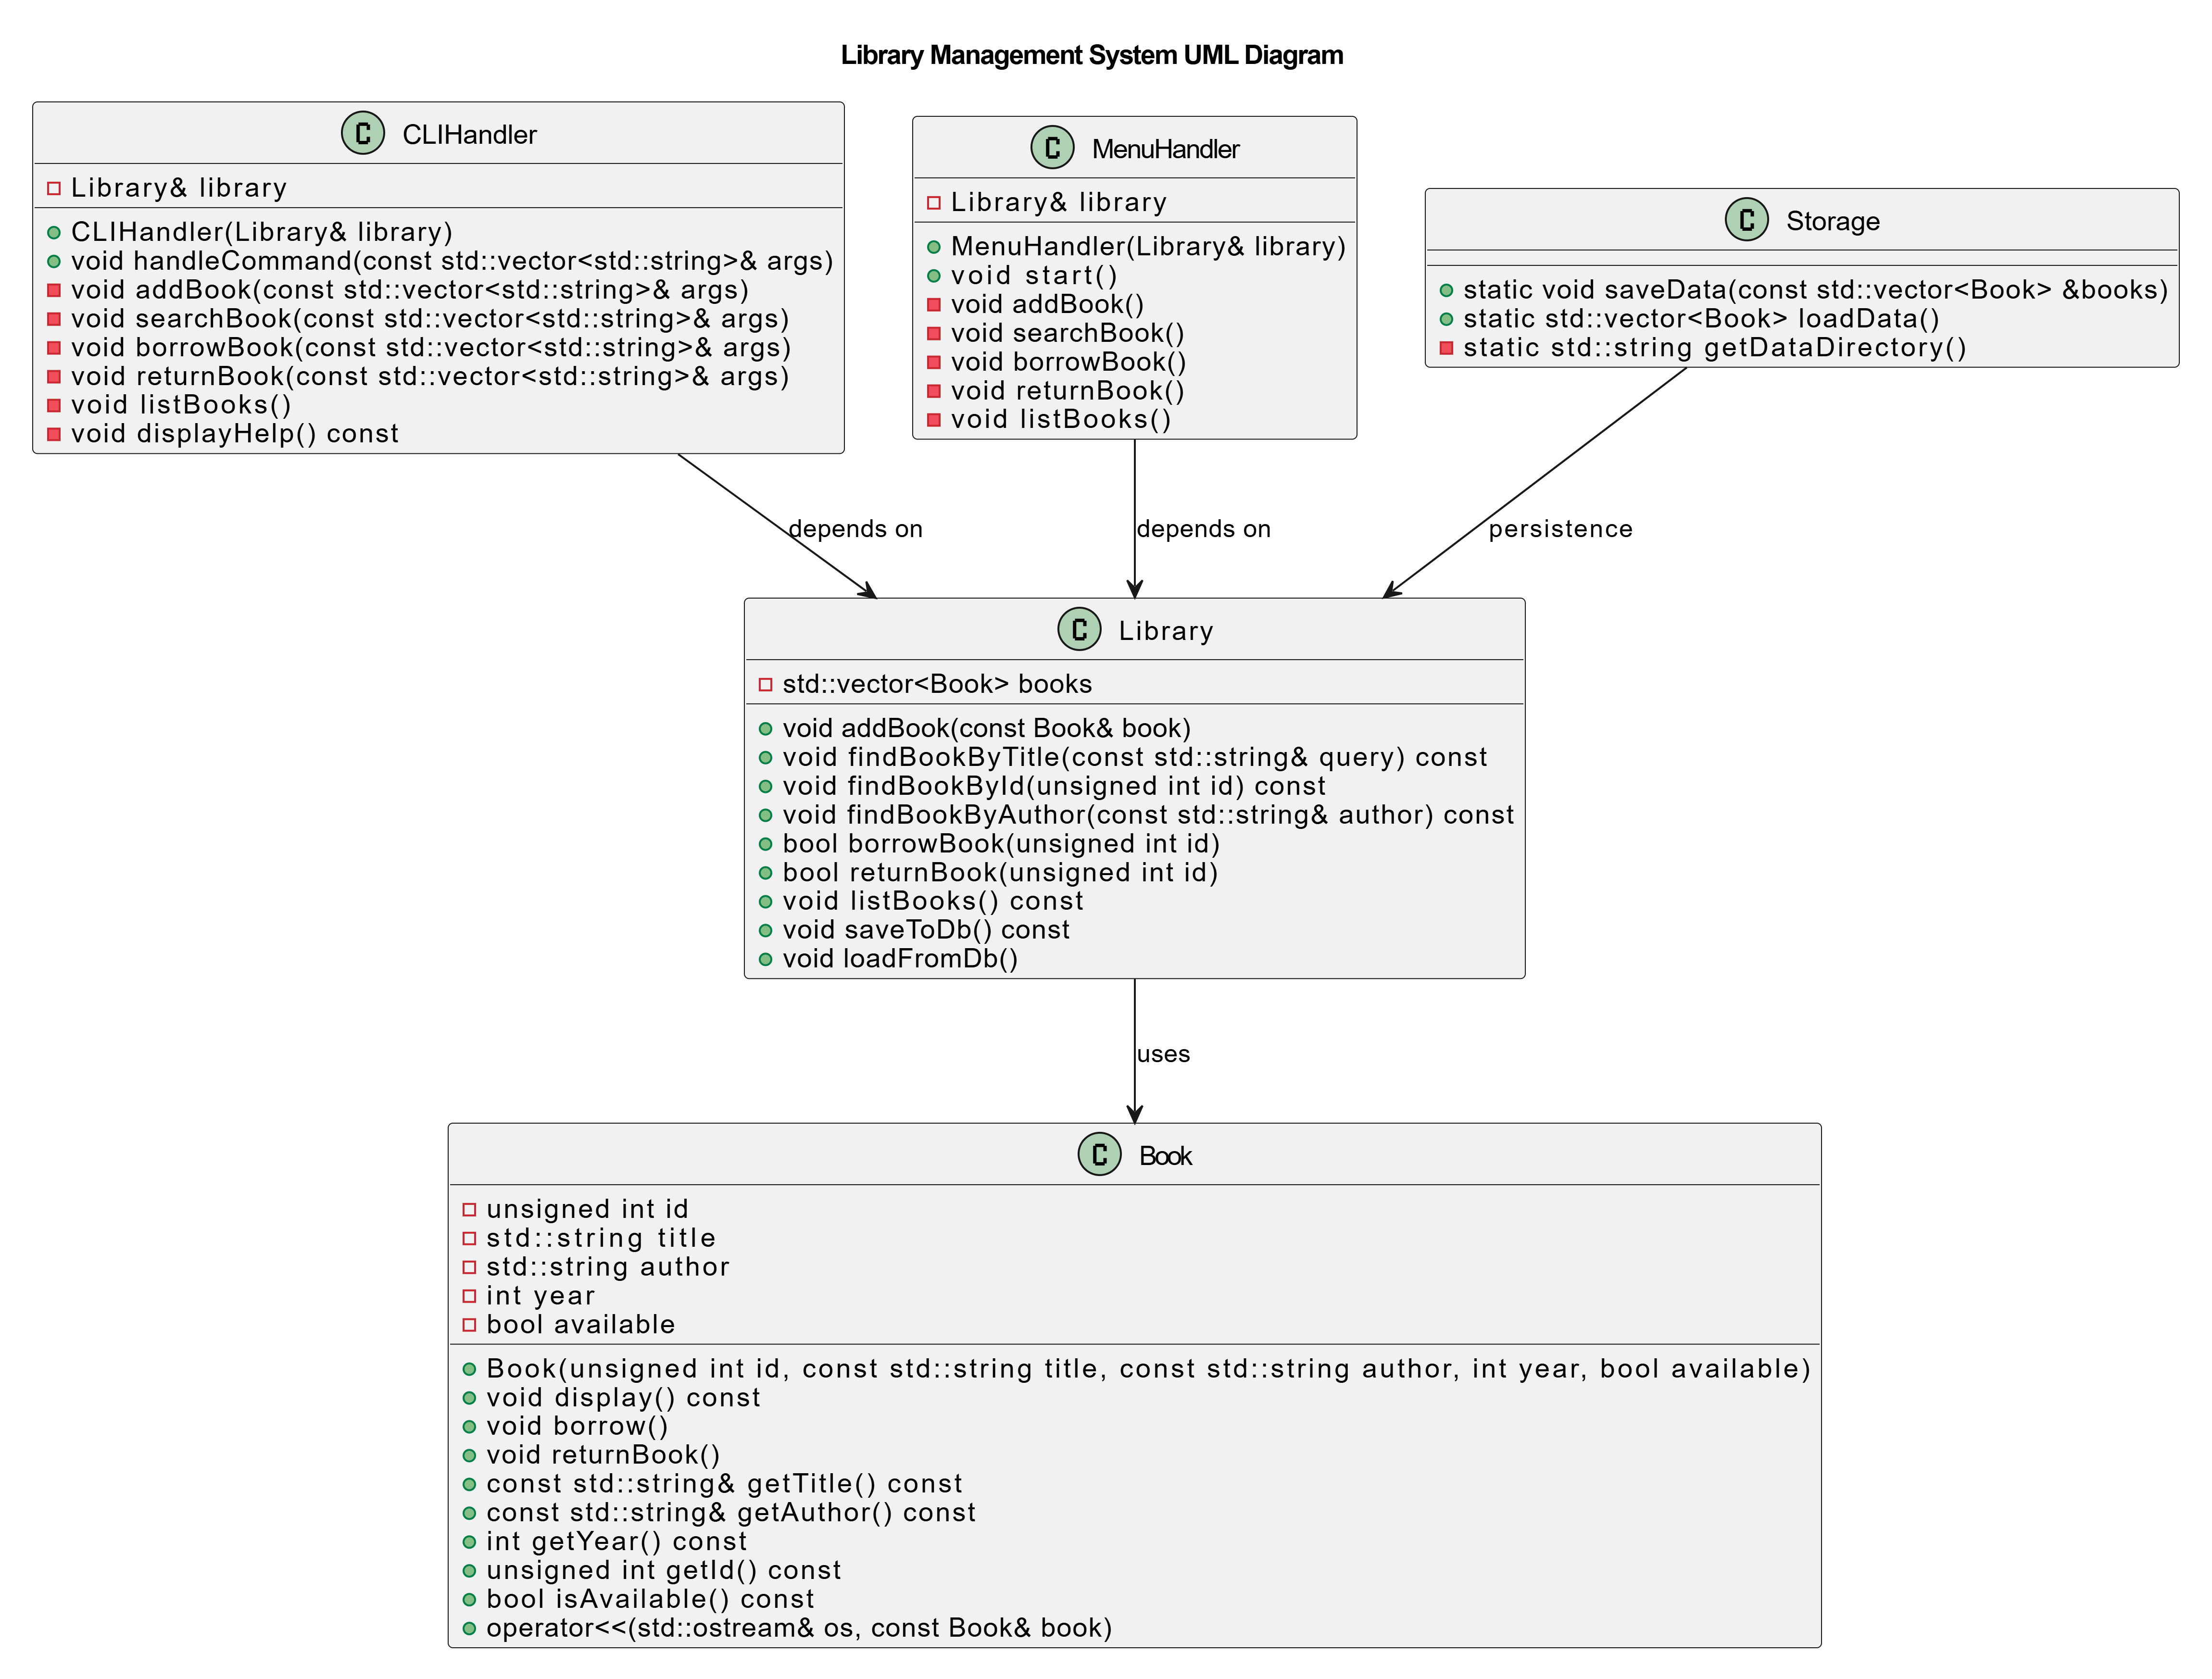 Library Management System UML Diagram
C CLIHandler
Library& library
CLIHandler(Library& library)
void handleCommand(const std::vector<std::string>& args)
void addBook(const std::vector<std::string>& args)
void searchBook(const std::vector<std::string>& args)
void borrowBook(const std::vector<std::string>& args)
void returnBook(const std::vector<std::string>& args)
void listBooks()
void displayHelp() const
C MenuHandler
Library& library
MenuHandler(Library& library)
void start()
void addBook()
void searchBook()
void borrowBook()
void returnBook()
void listBooks()
C Storage
static void saveData(const std::vector<Book> &books)
static std::vector<Book> loadData()
static std::string getDataDirectory()
depends on
depends on
persistence
C Library
std::vector<Book> books
void addBook(const Book& book)
void findBookByTitle(const std::string& query) const
void findBookById(unsigned int id) const
void findBookByAuthor(const std::string& author) const
bool borrowBook(unsigned int id)
bool returnBook(unsigned int id)
void listBooks() const
void saveToDb() const
void loadFromDb()
uses
C Book
unsigned int id
std::string title
std::string author
int year
bool available
Book(unsigned int id, const std::string title, const std::string author, int year, bool available)
void display() const
void borrow()
void returnBook()
const std::string& getTitle() const
const std::string& getAuthor() const
int getYear() const
unsigned int getId() const
bool isAvailable() const
operator<<(std::ostream& os, const Book& book)